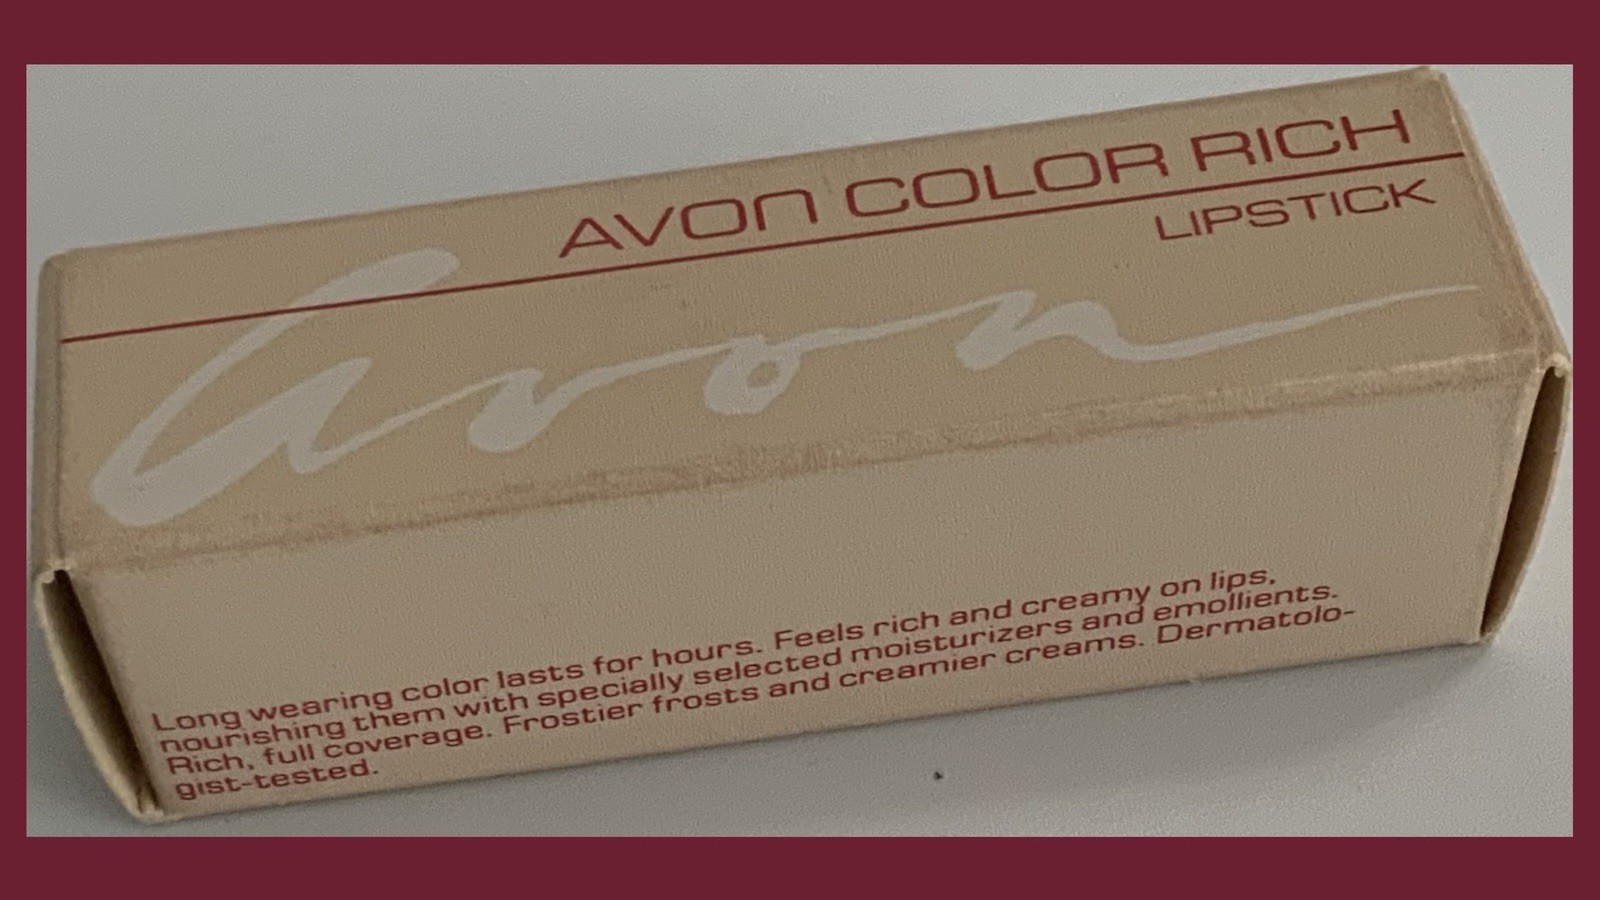 AVON COLOR RICH
LIPSTICK
Avon
Long wearing color lasts for hours. Feels rich and creamy on lips,
nourishing them with specially selected moisturizers and emollients.
Rich, full coverage. Frostier frosts and creamier creams. Dermatolo-
gist-tested.